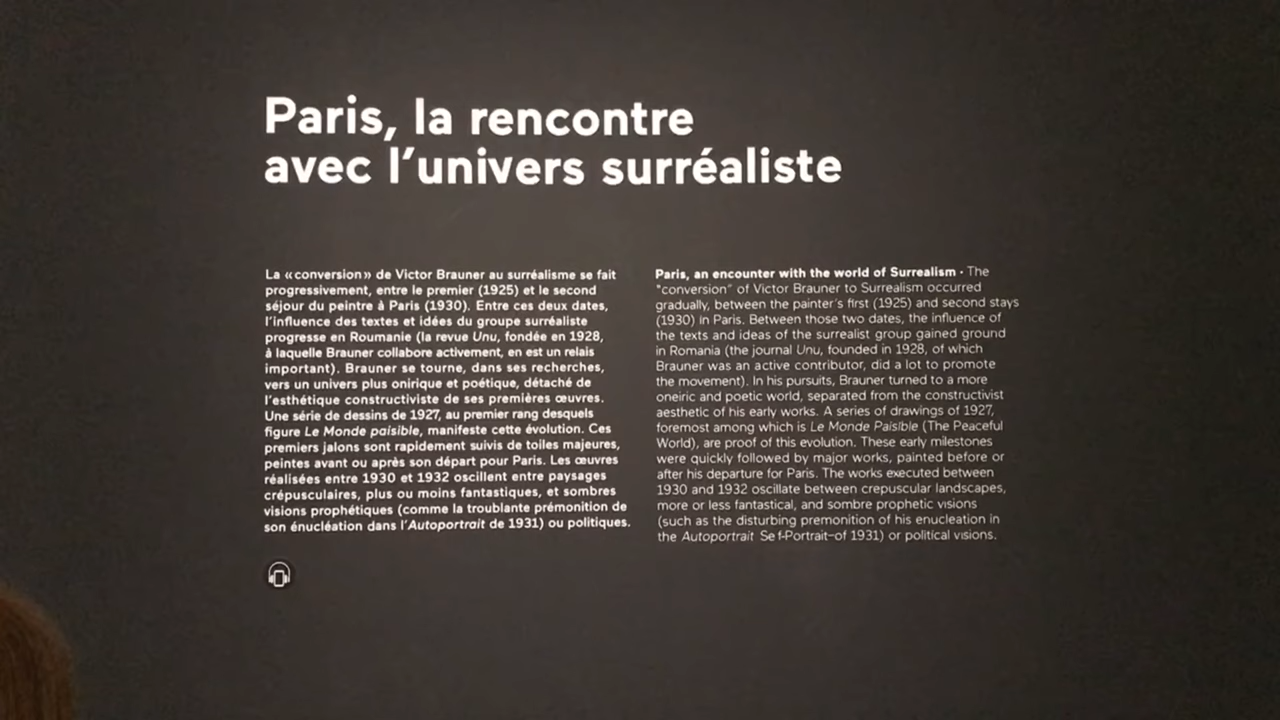 Paris, la rencontre
avec l'univers surréaliste
La « conversion » de Victor Brauner au surréalisme se fait
progressivement, entre le premier (1925) et le second
séjour du peintre à Paris (1930). Entre ces deux dates,
l'influence des textes et idées du groupe surréaliste
progresse en Roumanie (la revue Unu, fondée en 1928,
à laquelle Brauner collabore activement, en est un relais
important). Brauner se tourne, dans ses recherches,
vers un univers plus onirique et poétique, détaché de
l'esthétique constructiviste de ses premières œuvres.
Une série de dessins de 1927, au premier rang desquels
figure Le Monde paisible, manifeste cette évolution. Ces
premiers jalons sont rapidement suivis de toiles majeures,
peintes avant ou après son départ pour Paris. Les œuvres
réalisées entre 1930 et 1932 oscillent entre paysages
crépusculaires, plus ou moins fantastiques, et sombres
visions prophétiques (comme la troublante prémonition de
son énucléation dans l'Autoportrait de 1931) ou politiques.
Paris, an encounter with the world of Surrealism · The
"conversion" of Victor Brauner to Surrealism occurred
gradually, between the painter's first (1925) and second stays
(1930) in Paris. Between those two dates, the influence of
the texts and ideas of the surrealist group gained ground
in Romania (the journal Unu, founded in 1928, of which
Brauner was an active contributor, did a lot to promote
the movement). In his pursuits, Brauner turned to a more
oneiric and poetic world, separated from the constructivist
aesthetic of his early works. A series of drawings of 1927,
foremost among which is Le Monde Paisible (The Peaceful
World), are proof of this evolution. These early milestones
were quickly followed by major works, painted before or
after his departure for Paris. The works executed between
1930 and 1932 oscillate between crepuscular landscapes,
more or less fantastical, and sombre prophetic visions
(such as the disturbing premonition of his enucleation in
the Autoportrait Self-Portrait–of 1931) or political visions.